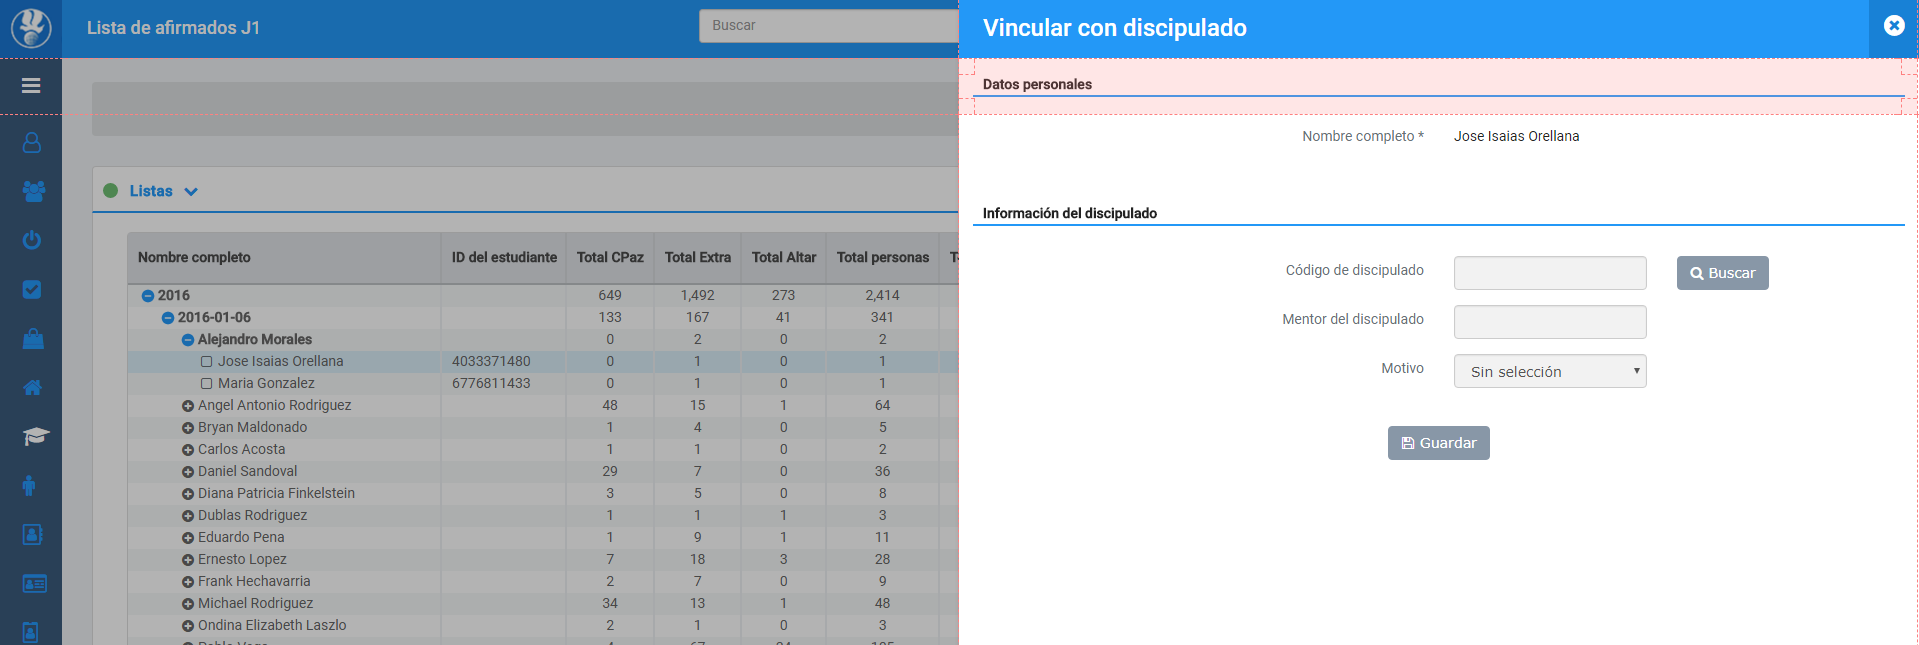 Lista de afirmados J1
Buscar
Vincular con discipulado
Datos personales
Nombre completo * Jose Isaias Orellana
Información del discipulado
Código de discipulado
Buscar
Mentor del discipulado
Motivo Sin selección
Guardar
Listas
Nombre completo ID del estudiante Total CPaz Total Extra Total Altar Total personas
2016 649 1,492 273 2,414
2016-01-06 133 167 41 341
Alejandro Morales 0 2 0 2
Jose Isaias Orellana 4033371480 0 1 0 1
Maria Gonzalez 6776811433 0 1 0 1
Angel Antonio Rodriguez 48 15 1 64
Bryan Maldonado 1 4 0 5
Carlos Acosta 1 1 0 2
Daniel Sandoval 29 7 0 36
Diana Patricia Finkelstein 3 5 0 8
Dublas Rodriguez 1 1 1 3
Eduardo Pena 1 9 1 11
Ernesto Lopez 7 18 3 28
Frank Hechavarria 2 7 0 9
Michael Rodriguez 34 13 1 48
Ondina Elizabeth Laszlo 2 1 0 3